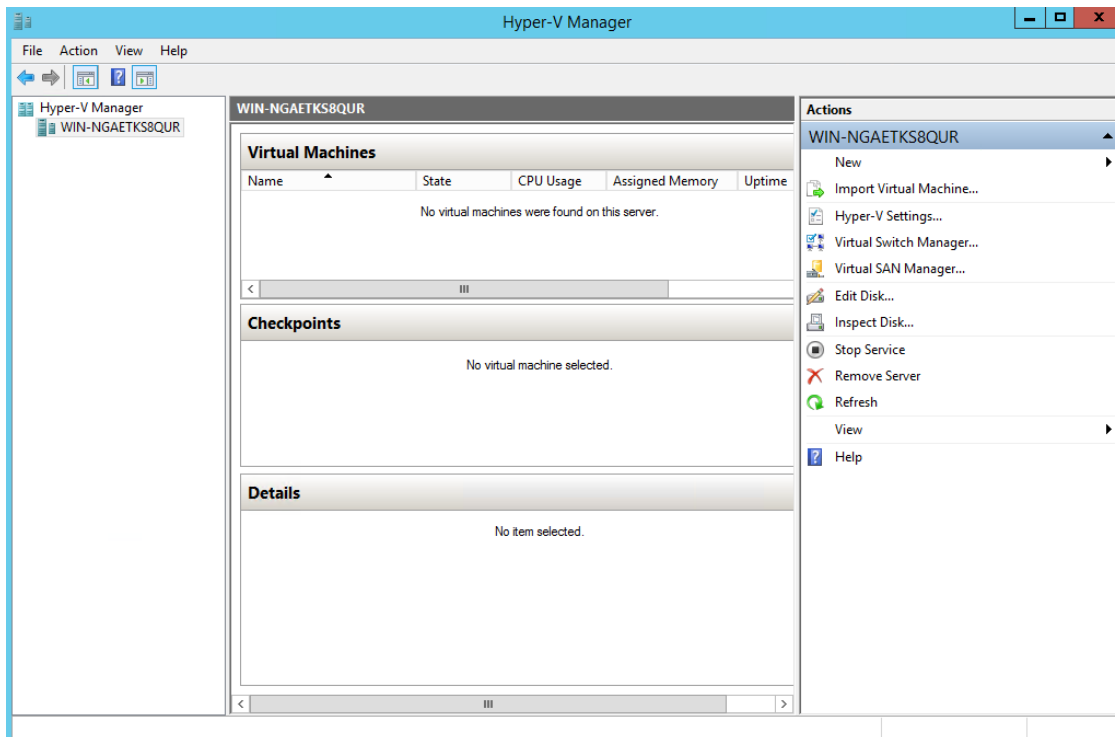 Hyper-V Manager
File Action View Help
Hyper-V Manager
WIN-NGAETKS8QUR
WIN-NGAETKS8QUR
Virtual Machines
Name State CPU Usage Assigned Memory Uptime
No virtual machines were found on this server.
Checkpoints
No virtual machine selected.
Details
No item selected.
Actions
WIN-NGAETKS8QUR
New
Import Virtual Machine...
Hyper-V Settings...
Virtual Switch Manager...
Virtual SAN Manager...
Edit Disk...
Inspect Disk...
Stop Service
Remove Server
Refresh
View
Help